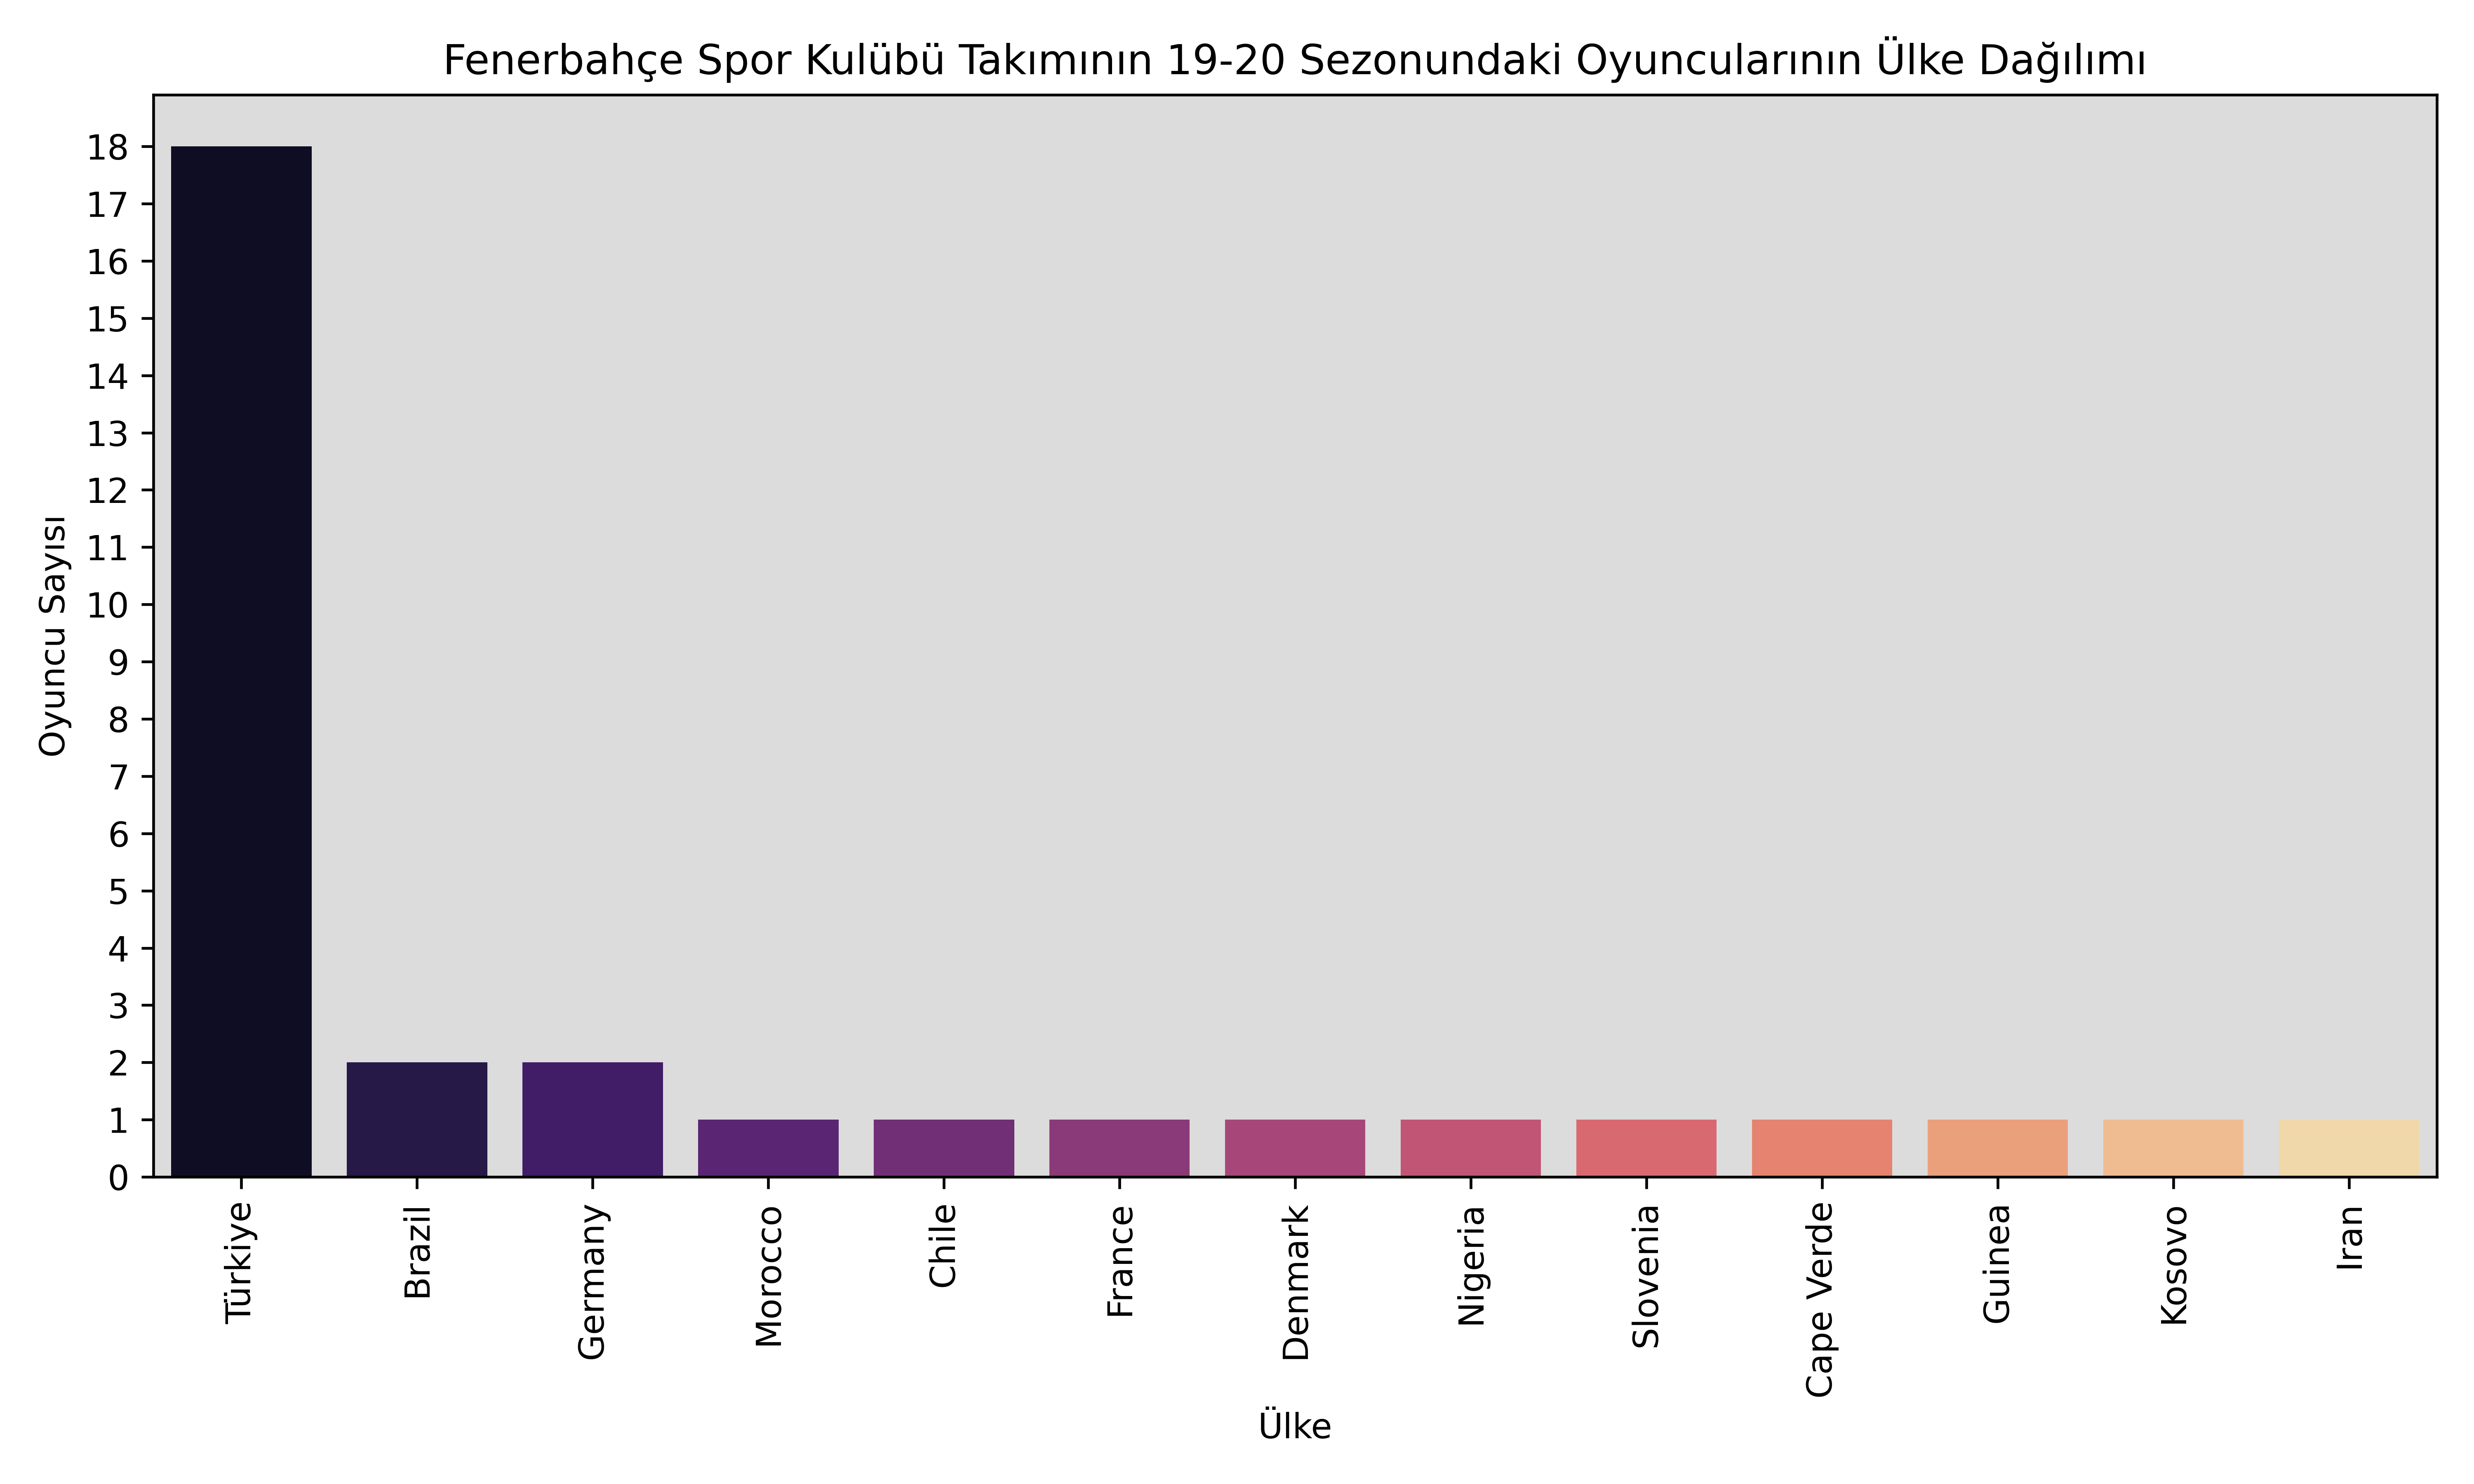 Fenerbahçe Spor Kulübü Takımının 19-20 Sezonundaki Oyuncularının Ülke Dağılımı
Oyuncu Sayısı
18
17
16
15
14
13
12
11
10
9
8
7
6
5
4
3
2
1
0
Türkiye
Brazil
Germany
Morocco
Chile
France
Denmark
Nigeria
Slovenia
Cape Verde
Guinea
Kosovo
Iran
Ülke